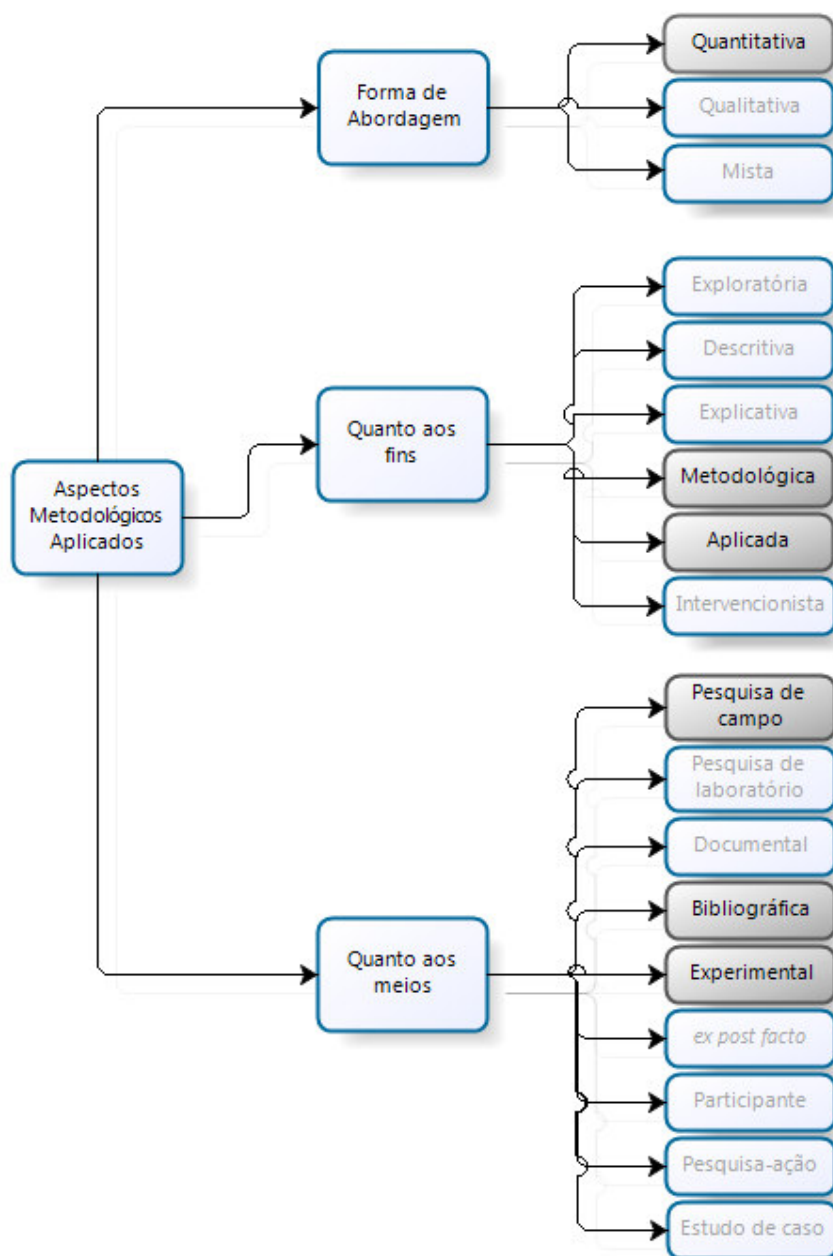 Quantitativa
Forma de
Abordagem
Qualitativa
Mista
Exploratória
Descritiva
Explicativa
Quanto aos
fins
Metodológica
Aspectos
Metodológicos
Aplicados
Aplicada
Intervencionista
Pesquisa de
campo
Pesquisa de
laboratório
Documental
Bibliográfica
Quanto aos
meios
Experimental
ex post facto
Participante
Pesquisa-ação
Estudo de caso